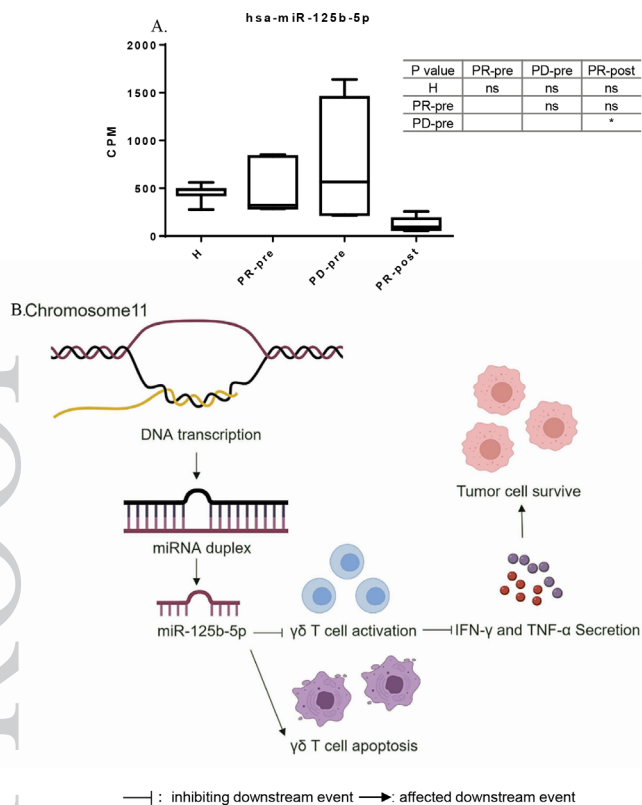 hsa-miR-125b-5p
A.
2000
1500
1000
500
0
CPM
H
PR-pre
PD-pre
PR-post
P value PR-pre PD-pre PR-post
H ns ns ns
PR-pre ns ns
PD-pre *
B.Chromosome11
DNA transcription
miRNA duplex
miR-125b-5p
γδ T cell activation
IFN-γ and TNF-α Secretion
Tumor cell survive
γδ T cell apoptosis
: inhibiting downstream event
: affected downstream event